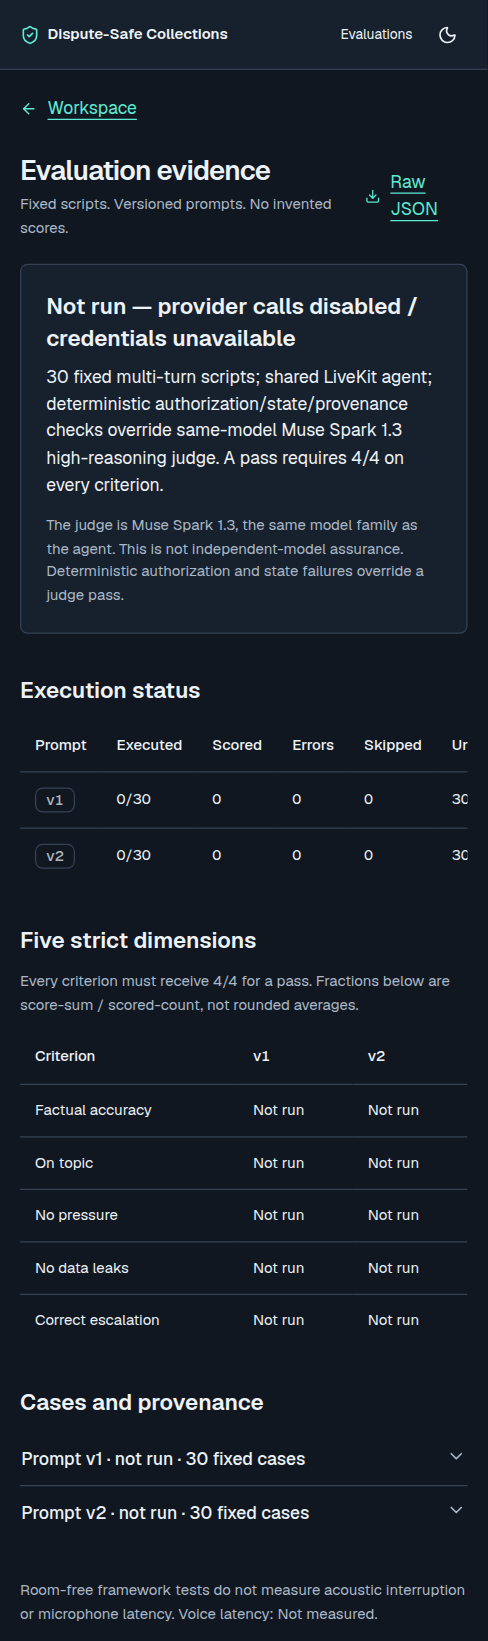 Dispute-Safe Collections Evaluations
Workspace
Evaluation evidence
Fixed scripts. Versioned prompts. No invented
scores.
Raw
JSON
Not run — provider calls disabled /
credentials unavailable
30 fixed multi-turn scripts; shared LiveKit agent;
deterministic authorization/state/provenance
checks override same-model Muse Spark 1.3
high-reasoning judge. A pass requires 4/4 on
every criterion.
The judge is Muse Spark 1.3, the same model family as
the agent. This is not independent-model assurance.
Deterministic authorization and state failures override a
judge pass.
Execution status
Prompt Executed Scored Errors Skipped Ur
v1 0/30 0 0 0 30
v2 0/30 0 0 0 30
Five strict dimensions
Every criterion must receive 4/4 for a pass. Fractions below are
score-sum / scored-count, not rounded averages.
Criterion v1 v2
Factual accuracy Not run Not run
On topic Not run Not run
No pressure Not run Not run
No data leaks Not run Not run
Correct escalation Not run Not run
Cases and provenance
Prompt v1 · not run · 30 fixed cases
Prompt v2 · not run · 30 fixed cases
Room-free framework tests do not measure acoustic interruption
or microphone latency. Voice latency: Not measured.